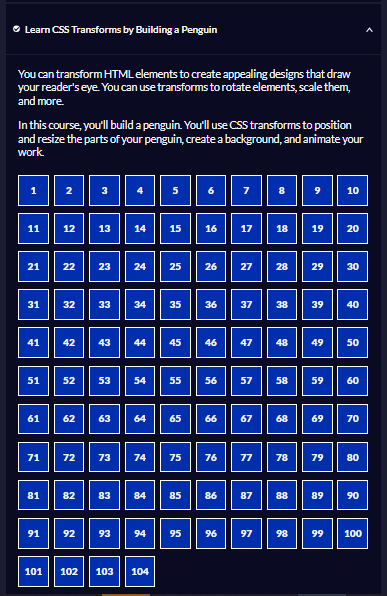 Learn CSS Transforms by Building a Penguin
You can transform HTML elements to create appealing designs that draw
your reader's eye. You can use transforms to rotate elements, scale them,
and more.
In this course, you'll build a penguin. You'll use CSS transforms to position
and resize the parts of your penguin, create a background, and animate your
work.
1 2 3 4 5 6 7 8 9 10
11 12 13 14 15 16 17 18 19 20
21 22 23 24 25 26 27 28 29 30
31 32 33 34 35 36 37 38 39 40
41 42 43 44 45 46 47 48 49 50
51 52 53 54 55 56 57 58 59 60
61 62 63 64 65 66 67 68 69 70
71 72 73 74 75 76 77 78 79 80
81 82 83 84 85 86 87 88 89 90
91 92 93 94 95 96 97 98 99 100
101 102 103 104